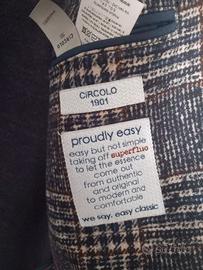 CIRCOLO
CIRCOLO
1901
proudly easy
easy but not simple
taking off superfluo
to let the essence
come out
from authentic
and original
to modern and
comfortable
we say, easy classic